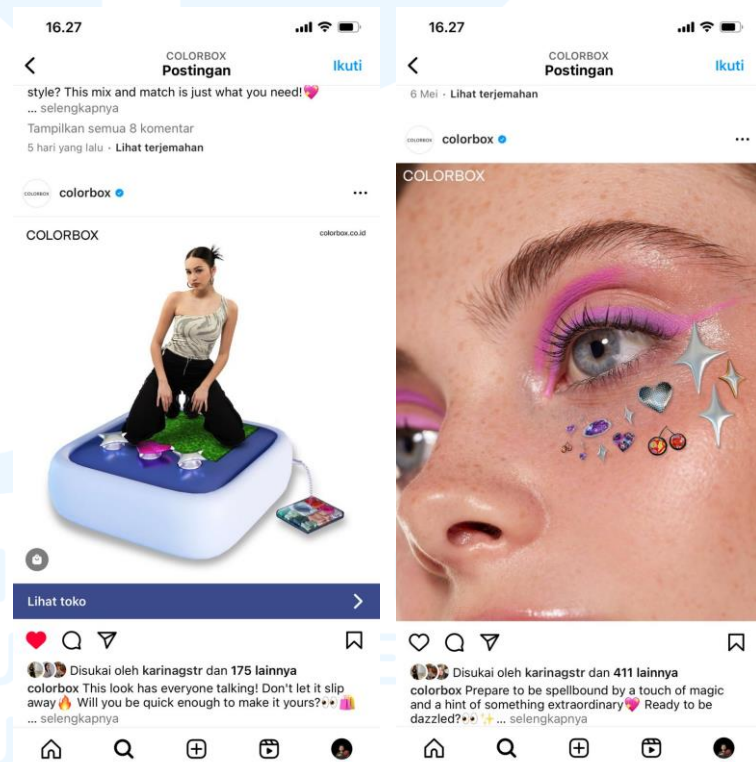 16.27
COLORBOX
Postingan
Ikuti
style? This mix and match is just what you need!💖
... selengkapnya
Tampilkan semua 8 komentar
5 hari yang lalu · Lihat terjemahan
COLORBOX
colorbox
COLORBOX
colorbox.co.id
Lihat toko
Disukai oleh karinagstr dan 175 lainnya
colorbox This look has everyone talking! Don't let it slip
away🔥 Will you be quick enough to make it yours?👀🛍️
... selengkapnya
16.27
COLORBOX
Postingan
Ikuti
6 Mei · Lihat terjemahan
COLORBOX
colorbox
COLORBOX
Disukai oleh karinagstr dan 411 lainnya
colorbox Prepare to be spellbound by a touch of magic
and a hint of something extraordinary💖 Ready to be
dazzled?👀✨... selengkapnya